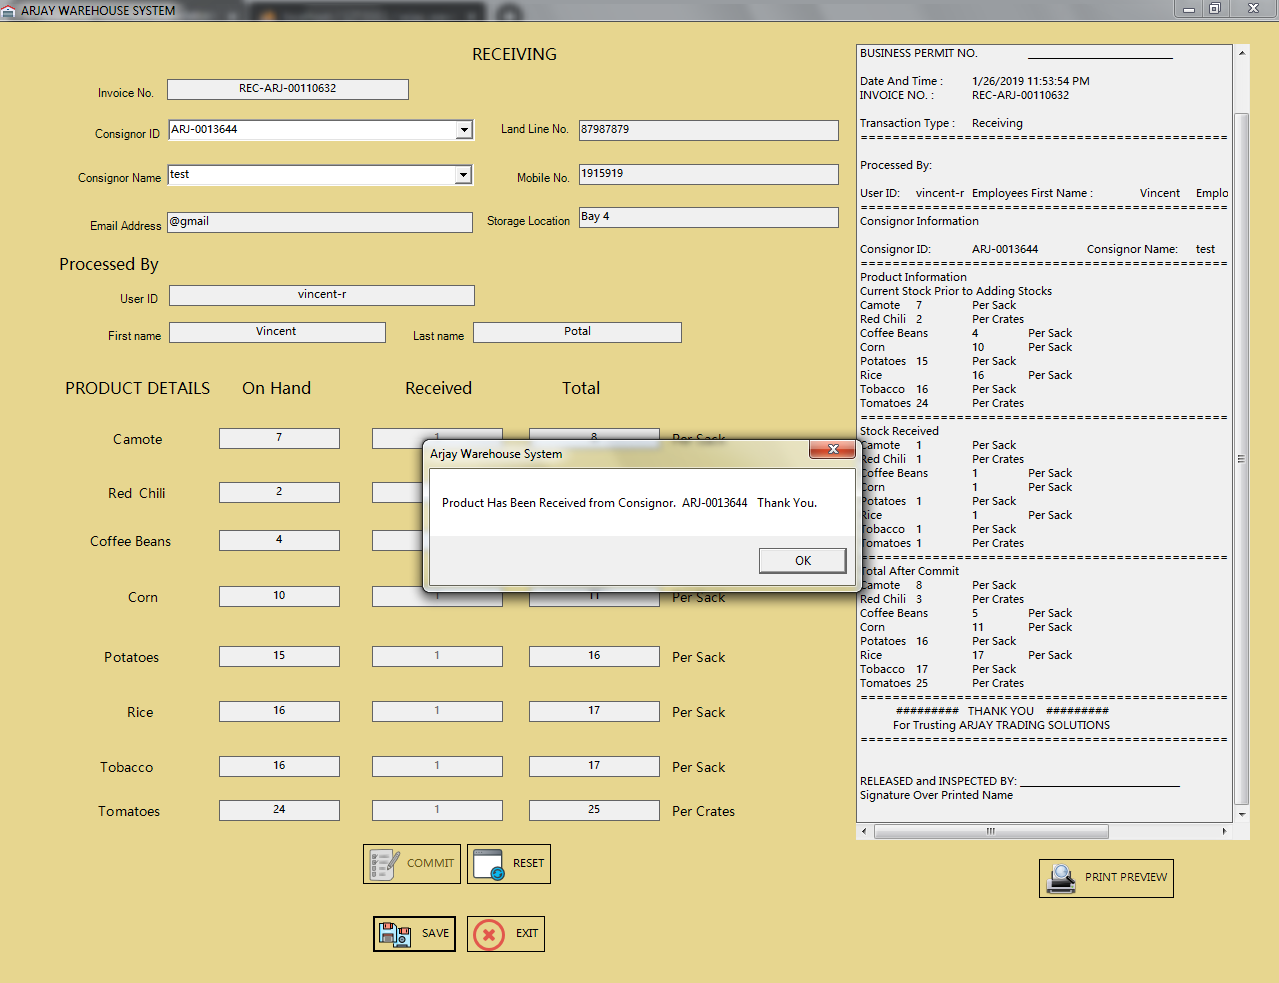 ARJAY WAREHOUSE SYSTEM
RECEIVING
Invoice No. REC-ARJ-00110632
Consignor ID ARJ-0013644 Land Line No. 87987879
Consignor Name test Mobile No. 1915919
Email Address @gmail Storage Location Bay 4
Processed By
User ID vincent-r
First name Vincent Last name Potal
PRODUCT DETAILS On Hand Received Total
Camote 7 1 8 Per Sack
Red Chili 2
Coffee Beans 4
Corn 10 1 11 Per Sack
Potatoes 15 1 16 Per Sack
Rice 16 1 17 Per Sack
Tobacco 16 1 17 Per Sack
Tomatoes 24 1 25 Per Crates
COMMIT RESET
SAVE EXIT
Arjay Warehouse System
Product Has Been Received from Consignor. ARJ-0013644 Thank You.
OK
BUSINESS PERMIT NO. ____________________
Date And Time : 1/26/2019 11:53:54 PM
INVOICE NO. : REC-ARJ-00110632
Transaction Type : Receiving
==============================================
Processed By:
User ID: vincent-r Employees First Name : Vincent Emplo
==============================================
Consignor Information
Consignor ID: ARJ-0013644 Consignor Name: test
==============================================
Product Information
Current Stock Prior to Adding Stocks
Camote 7 Per Sack
Red Chili 2 Per Crates
Coffee Beans 4 Per Sack
Corn 10 Per Sack
Potatoes 15 Per Sack
Rice 16 Per Sack
Tobacco 16 Per Sack
Tomatoes 24 Per Crates
==============================================
Stock Received
Camote 1 Per Sack
Red Chili 1 Per Crates
Coffee Beans 1 Per Sack
Corn 1 Per Sack
Potatoes 1 Per Sack
Rice 1 Per Sack
Tobacco 1 Per Sack
Tomatoes 1 Per Crates
==============================================
Total After Commit
Camote 8 Per Sack
Red Chili 3 Per Crates
Coffee Beans 5 Per Sack
Corn 11 Per Sack
Potatoes 16 Per Sack
Rice 17 Per Sack
Tobacco 17 Per Sack
Tomatoes 25 Per Crates
==============================================
######### THANK YOU #########
For Trusting ARJAY TRADING SOLUTIONS
==============================================
RELEASED and INSPECTED BY: ______________________
Signature Over Printed Name
PRINT PREVIEW